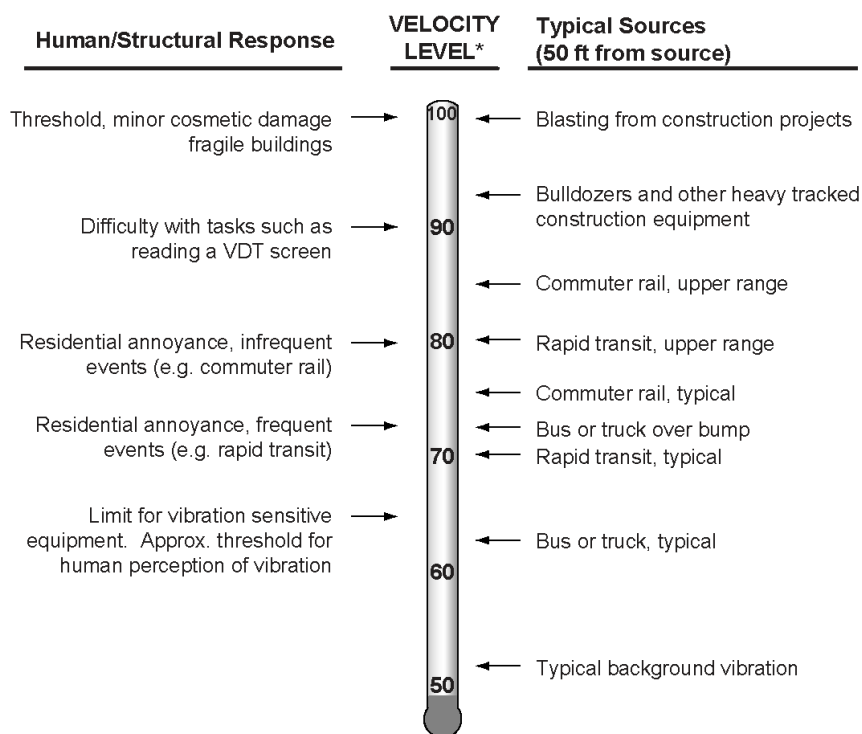 Human/Structural Response
VELOCITY
LEVEL*
Typical Sources
(50 ft from source)
Threshold, minor cosmetic damage
fragile buildings
100
Blasting from construction projects
Bulldozers and other heavy tracked
construction equipment
Difficulty with tasks such as
reading a VDT screen
90
Commuter rail, upper range
Residential annoyance, infrequent
events (e.g. commuter rail)
80
Rapid transit, upper range
Commuter rail, typical
Residential annoyance, frequent
events (e.g. rapid transit)
Bus or truck over bump
70
Rapid transit, typical
Limit for vibration sensitive
equipment. Approx. threshold for
human perception of vibration
Bus or truck, typical
60
Typical background vibration
50